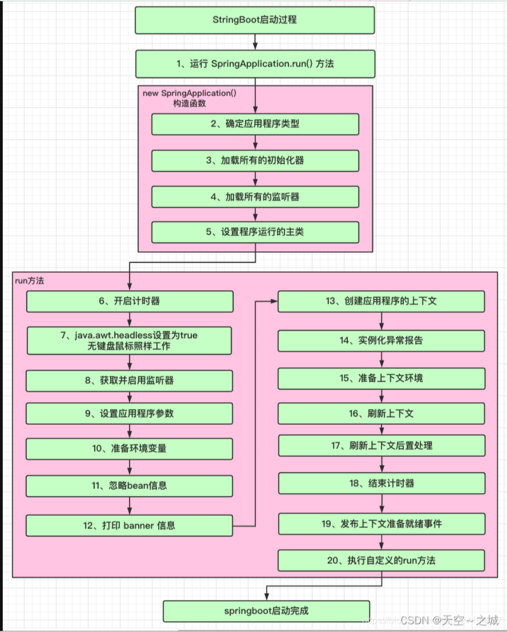 StringBoot启动过程
1、运行 SpringApplication.run() 方法
new SpringApplication()
构造函数
2、确定应用程序类型
3、加载所有的初始化器
4、加载所有的监听器
5、设置程序运行的主类
run方法
6、开启计时器
7、java.awt.headless设置为true
无键盘鼠标照样工作
8、获取并启用监听器
9、设置应用程序参数
10、准备环境变量
11、忽略bean信息
12、打印 banner 信息
13、创建应用程序的上下文
14、实例化异常报告
15、准备上下文环境
16、刷新上下文
17、刷新上下文后置处理
18、结束计时器
19、发布上下文准备就绪事件
20、执行自定义的run方法
springboot启动完成
CSDN @天空~之城